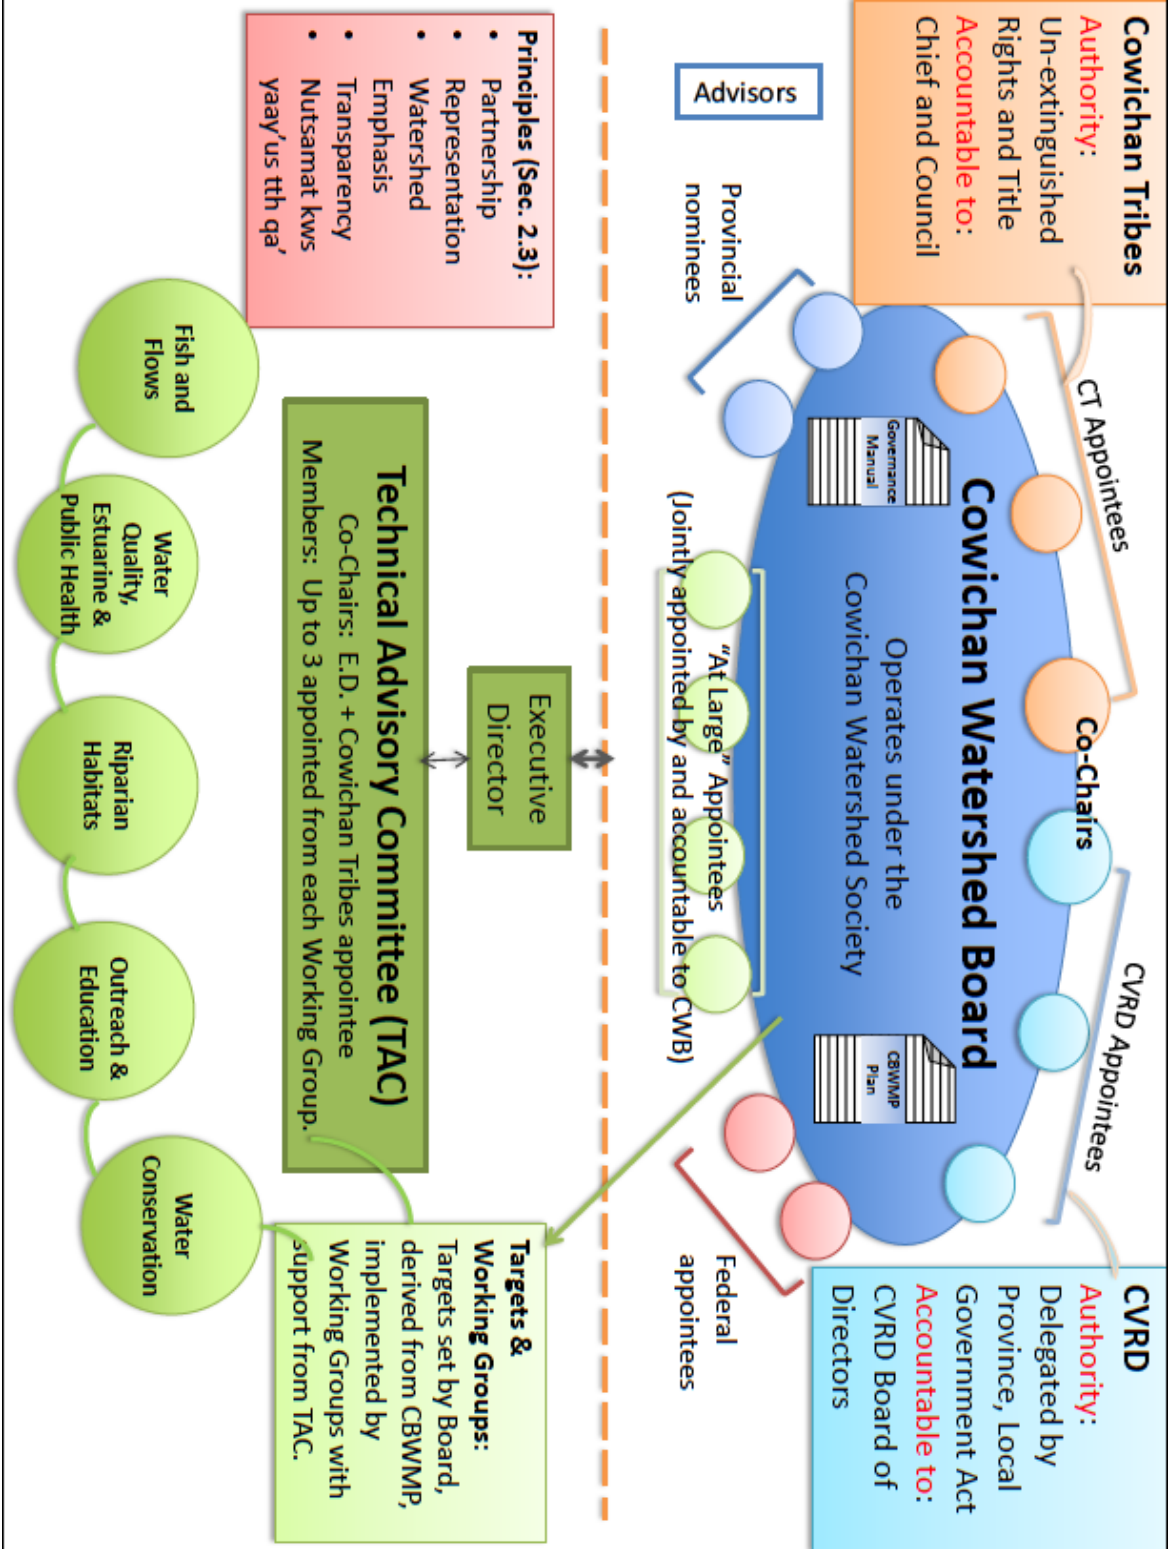 Cowichan Tribes
Authority:
Un-extinguished
Rights and Title
Accountable to:
Chief and Council
CT Appointees
Co-Chairs
CVRD Appointees
CVRD
Authority:
Delegated by
Province, Local
Government Act
Accountable to:
CVRD Board of
Directors
Cowichan Watershed Board
Operates under the
Cowichan Watershed Society
Governance
Manual
CBWMP
Plan
Advisors
Provincial
nominees
"At Large" Appointees
(Jointly appointed by and accountable to CWB)
Federal
appointees
Executive
Director
Principles (Sec. 2.3):
• Partnership
• Representation
• Watershed
Emphasis
• Transparency
• Nutsamat kws
yaay'us tth qa'
Technical Advisory Committee (TAC)
Co-Chairs: E.D. + Cowichan Tribes appointee
Members: Up to 3 appointed from each Working Group.
Targets &
Working Groups:
Targets set by Board,
derived from CBWMP,
implemented by
Working Groups with
support from TAC.
Fish and
Flows
Water
Quality,
Estuarine &
Public Health
Riparian
Habitats
Outreach &
Education
Water
Conservation